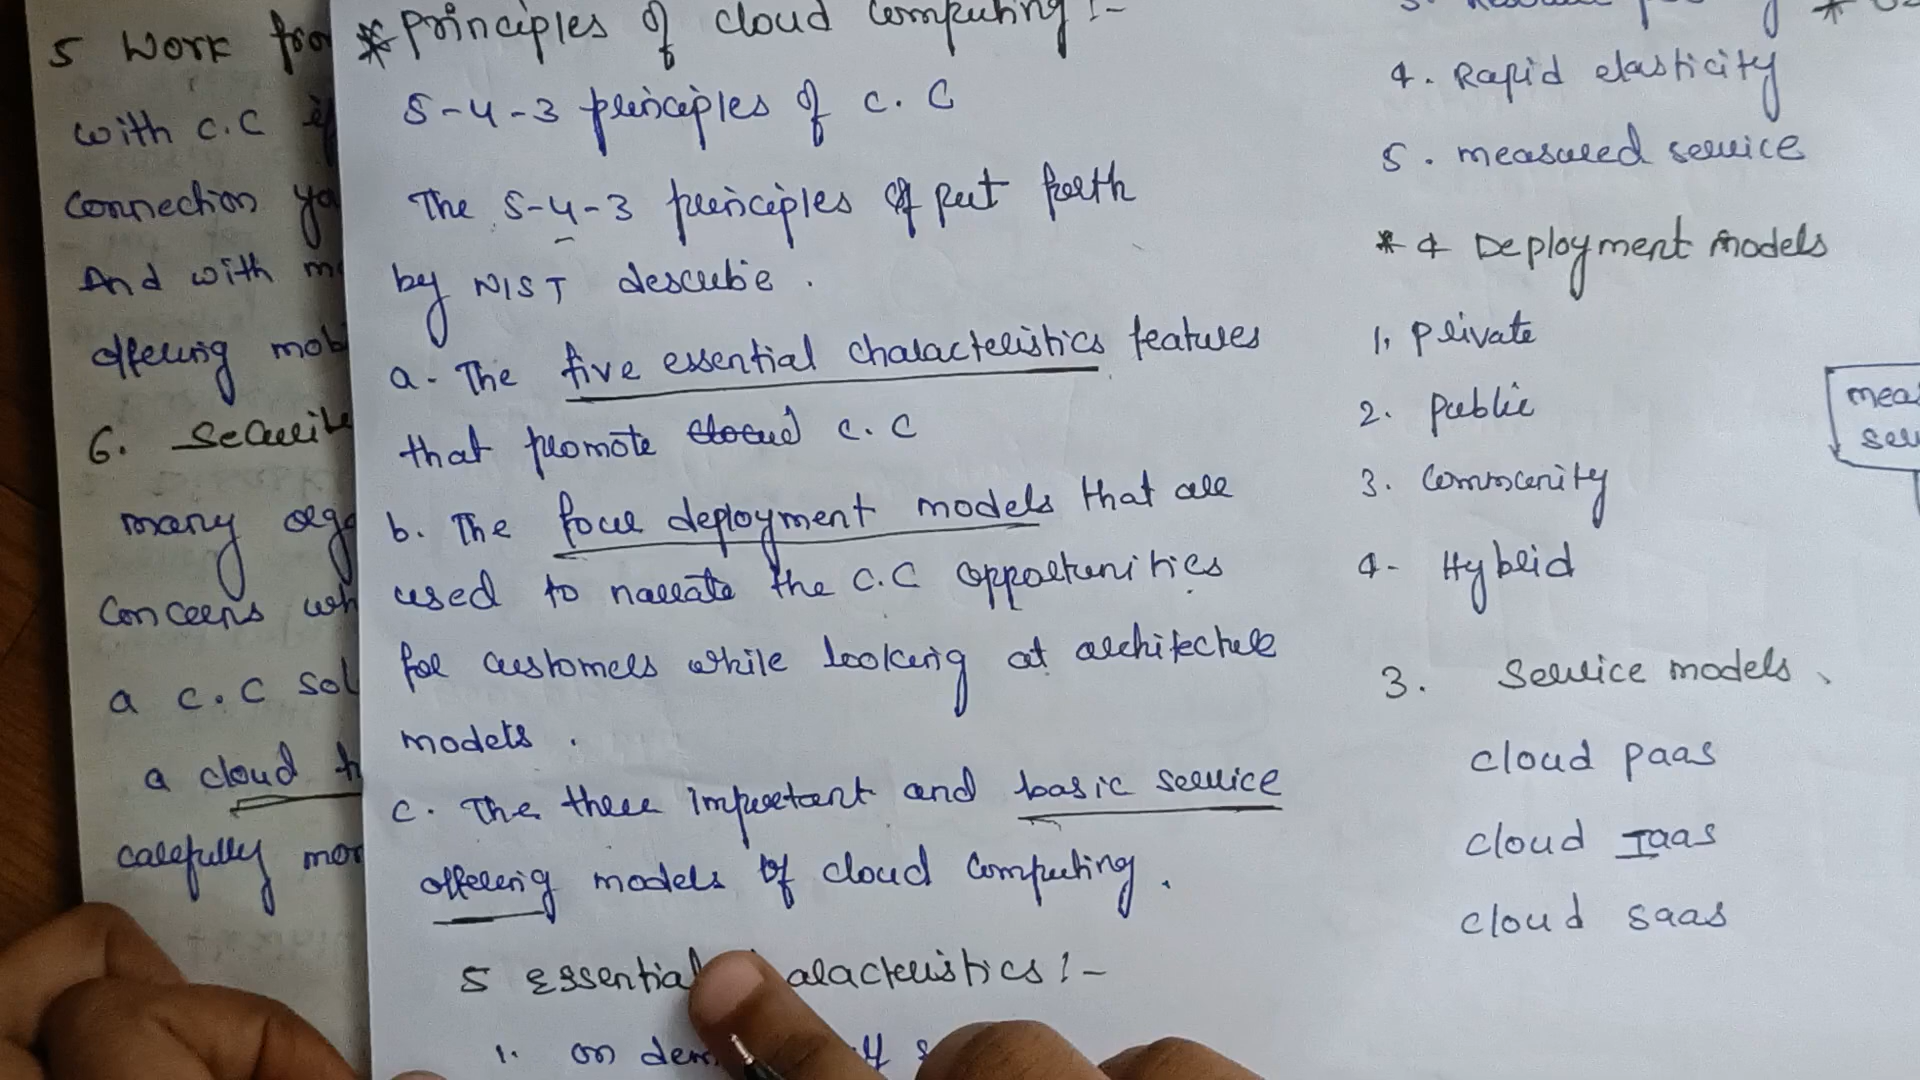 5 Work
with C.C
connection
And with
offering
6.
many
concerns
a C.C
a cloud
carefully
* Principles of cloud computing :-
5-4-3 principles of C.C
The 5-4-3 principles of put forth
by NIST describe.
a. The five essential characteristics features
that promote cloud C.C
b. The four deployment models that are
used to narrate the C.C opportunities
for customers while looking at architecture
models.
c. The three important and basic service
offering models of cloud computing.
5 Essential
1. on
4. Rapid elasticity
5. measured service
* 4 Deployment Models
1. Private
2. Public
3. Community
4. Hybrid
3. Service models.
cloud Paas
cloud Iaas
cloud saas